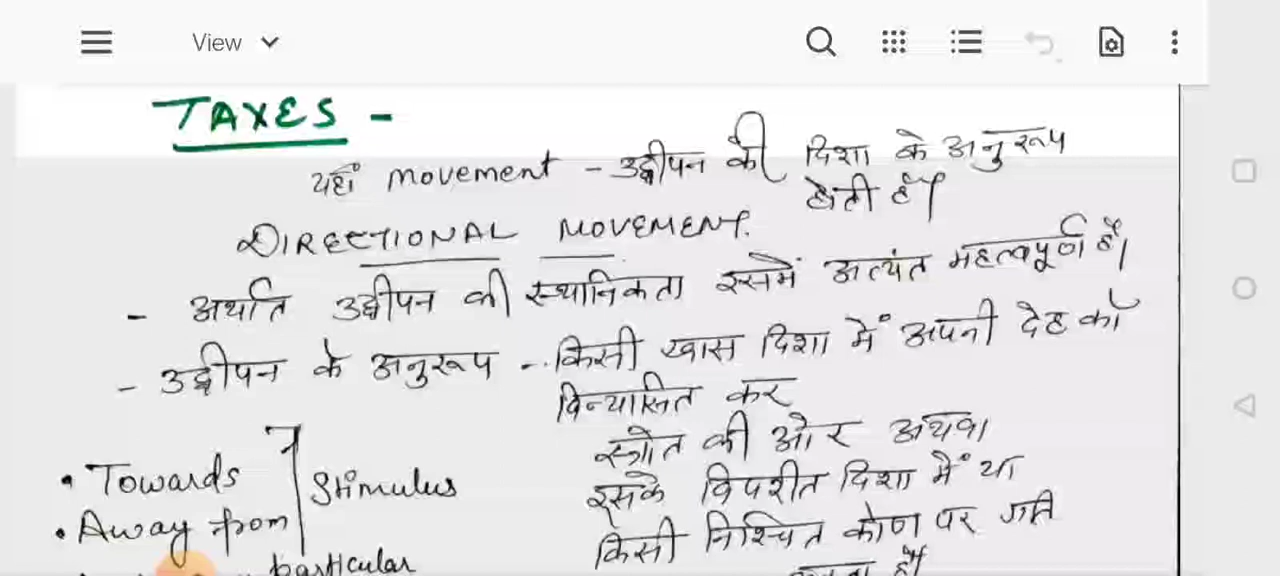 View
TAXES -
यहाँ movement - उद्दीपन की दिशा के अनुरूप
होती है।
DIRECTIONAL MOVEMENT.
- अर्थात उद्दीपन की स्थानिकता इसमें अत्यंत महत्वपूर्ण है।
- उद्दीपन के अनुरूप - किसी खास दिशा में अपनी देह को
विन्यासित कर
स्त्रोत की ओर अथवा
• Towards
stimulus
इसके विपरीत दिशा में या
• Away from
किसी निश्चित कोण पर गति
particular
है।